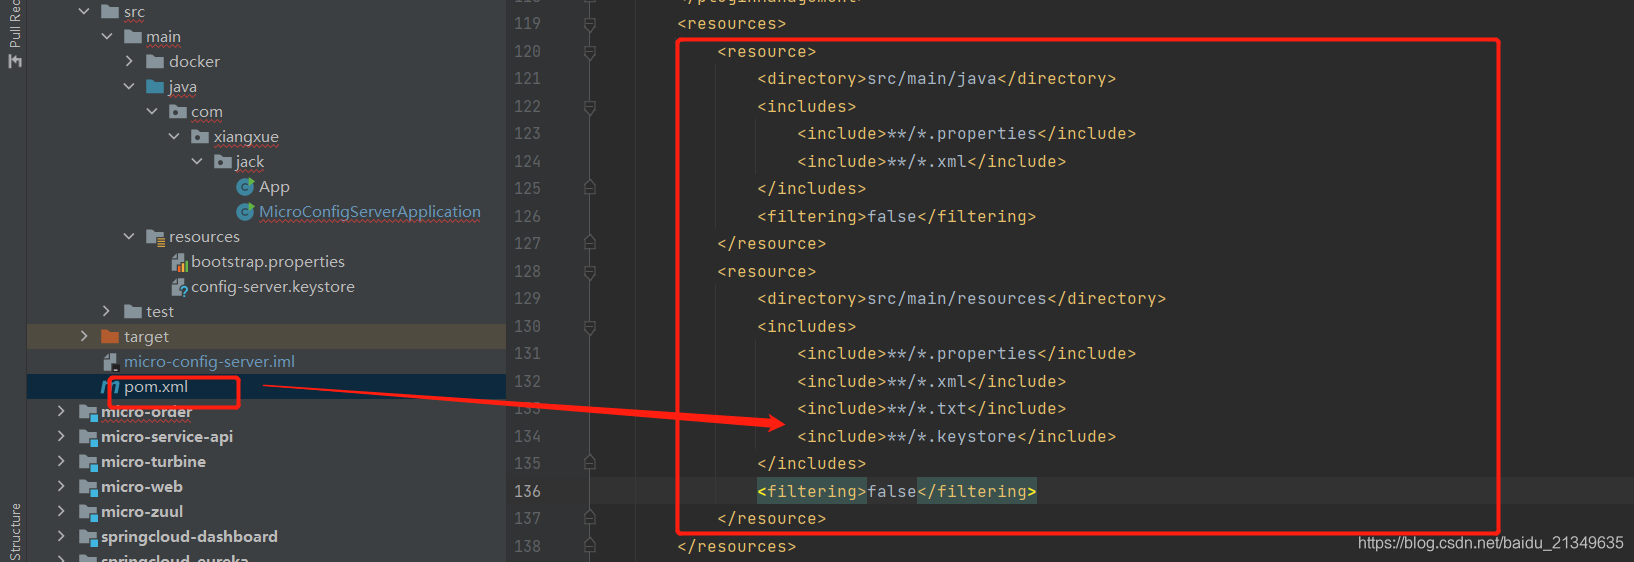 Pull Rec
src
main
docker
java
com
xiangxue
jack
App
MicroConfigServerApplication
resources
bootstrap.properties
config-server.keystore
test
target
micro-config-server.iml
pom.xml
micro-order
micro-service-api
micro-turbine
micro-web
micro-zuul
springcloud-dashboard
springcloud-eureka
Structure
119 <resources>
120 <resource>
121 <directory>src/main/java</directory>
122 <includes>
123 <include>**/*.properties</include>
124 <include>**/*.xml</include>
125 </includes>
126 <filtering>false</filtering>
127 </resource>
128 <resource>
129 <directory>src/main/resources</directory>
130 <includes>
131 <include>**/*.properties</include>
132 <include>**/*.xml</include>
133 <include>**/*.txt</include>
134 <include>**/*.keystore</include>
135 </includes>
136 <filtering>false</filtering>
137 </resource>
138 </resources>
https://blog.csdn.net/baidu_21349635